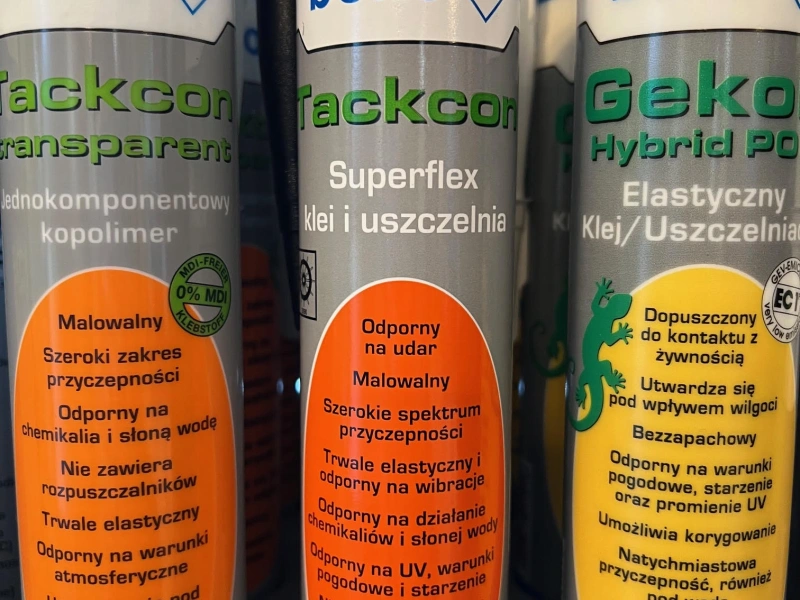 Tackcon
transparent
Jednokomponentowy
kopolimer
MDI-FREIER
0% MDI
KLEBSTOFF
Malowalny
Szeroki zakres
przyczepności
Odporny na
chemikalia i słoną wodę
Nie zawiera
rozpuszczalników
Trwale elastyczny
Odporny na warunki
atmosferyczne
pod
Tackcon
Superflex
klei i uszczelnia
Odporny
na udar
Malowalny
Szerokie spektrum
przyczepności
Trwale elastyczny i
odporny na wibracje
Odporny na działanie
chemikaliów i słonej wody
Odporny na UV, warunki
pogodowe i starzenie
Geko
Hybrid PO
Elastyczny
Klej/Uszczelniac
EC1
Dopuszczony
do kontaktu z
żywnością
Utwardza się
pod wpływem wilgoci
Bezzapachowy
Odporny na warunki
pogodowe, starzenie
oraz promienie UV
Umożliwia korygowanie
Natychmiastowa
przyczepność, również
pod wodą